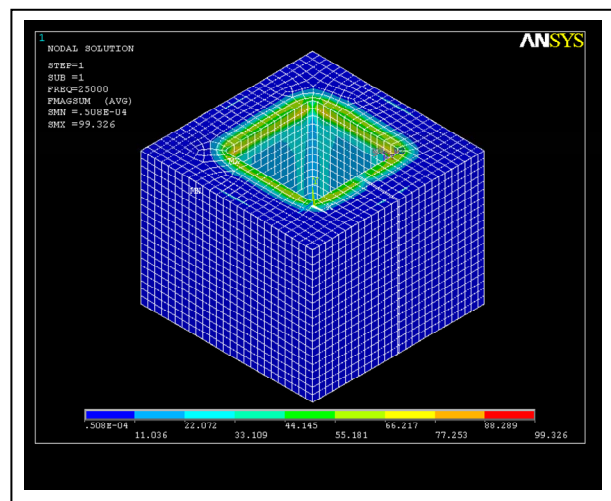 1
ANSYS
NODAL SOLUTION
STEP=1
SUB =1
FREQ=25000
FMAGSUM (AVG)
SMN =.508E-04
SMX =99.326
MX
MN
X
.508E-04 22.072 44.145 66.217 88.289
11.036 33.109 55.181 77.253 99.326